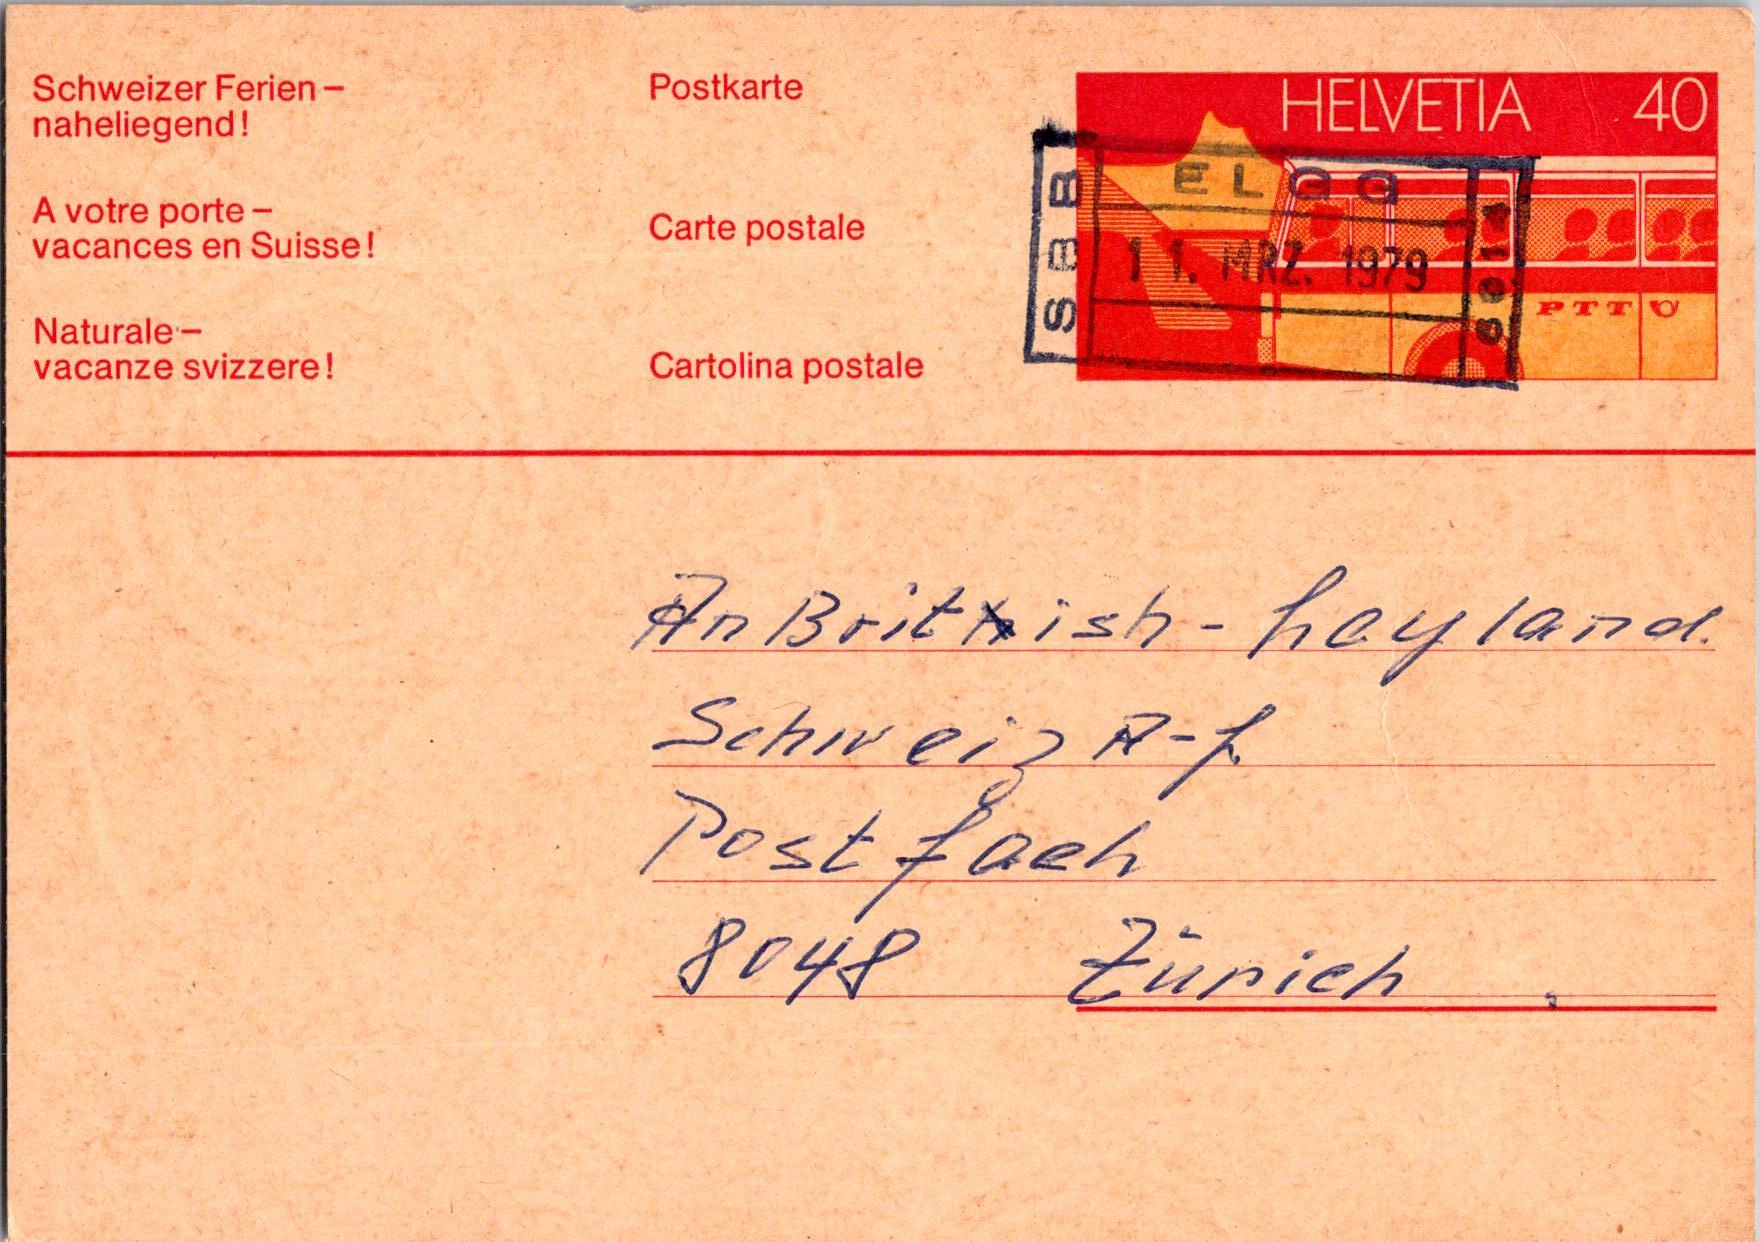 Schweizer Ferien –
naheliegend!
A votre porte –
vacances en Suisse!
Naturale –
vacanze svizzere!
Postkarte
Carte postale
Cartolina postale
HELVETIA 40
PTT
SBB
ELGG
11. MRZ. 1979
An British - Leyland.
Schweiz A-G
Postfach
8048 Zürich